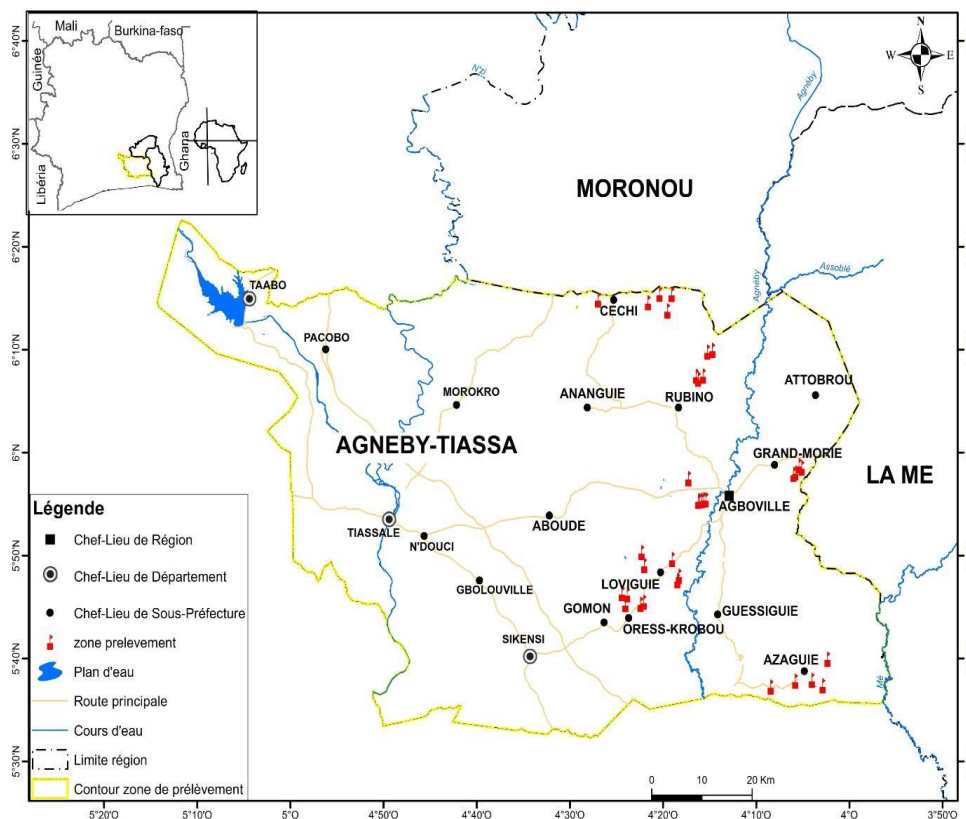 Mali
Burkina-faso
Guinée
Libéria
Ghana
N
W
E
S
N'zi
Agnéby
MORONOU
Assoblé
Agnéby
TAABO
CECHI
PACOBO
ATTOBROU
MOROKRO
ANANGUIE
RUBINO
AGNEBY-TIASSA
GRAND-MORIE
LA ME
AGBOVILLE
ABOUDE
TIASSALE
N'DOUCI
LOVIGUIE
GBOLOUVILLE
GOMON
GUESSIGUIE
ORESS-KROBOU
SIKENSI
AZAGUIE
Mé
Légende
Chef-Lieu de Région
Chef-Lieu de Département
Chef-Lieu de Sous-Préfecture
zone prelevement
Plan d'eau
Route principale
Cours d'eau
Limite région
Contour zone de prélèvement
0 10 20 Km
6°40'N
6°30'N
6°20'N
6°10'N
6°N
5°50'N
5°40'N
5°30'N
5°20'O 5°10'O 5°0'O 4°50'O 4°40'O 4°30'O 4°20'O 4°10'O 4°O 3°50'O